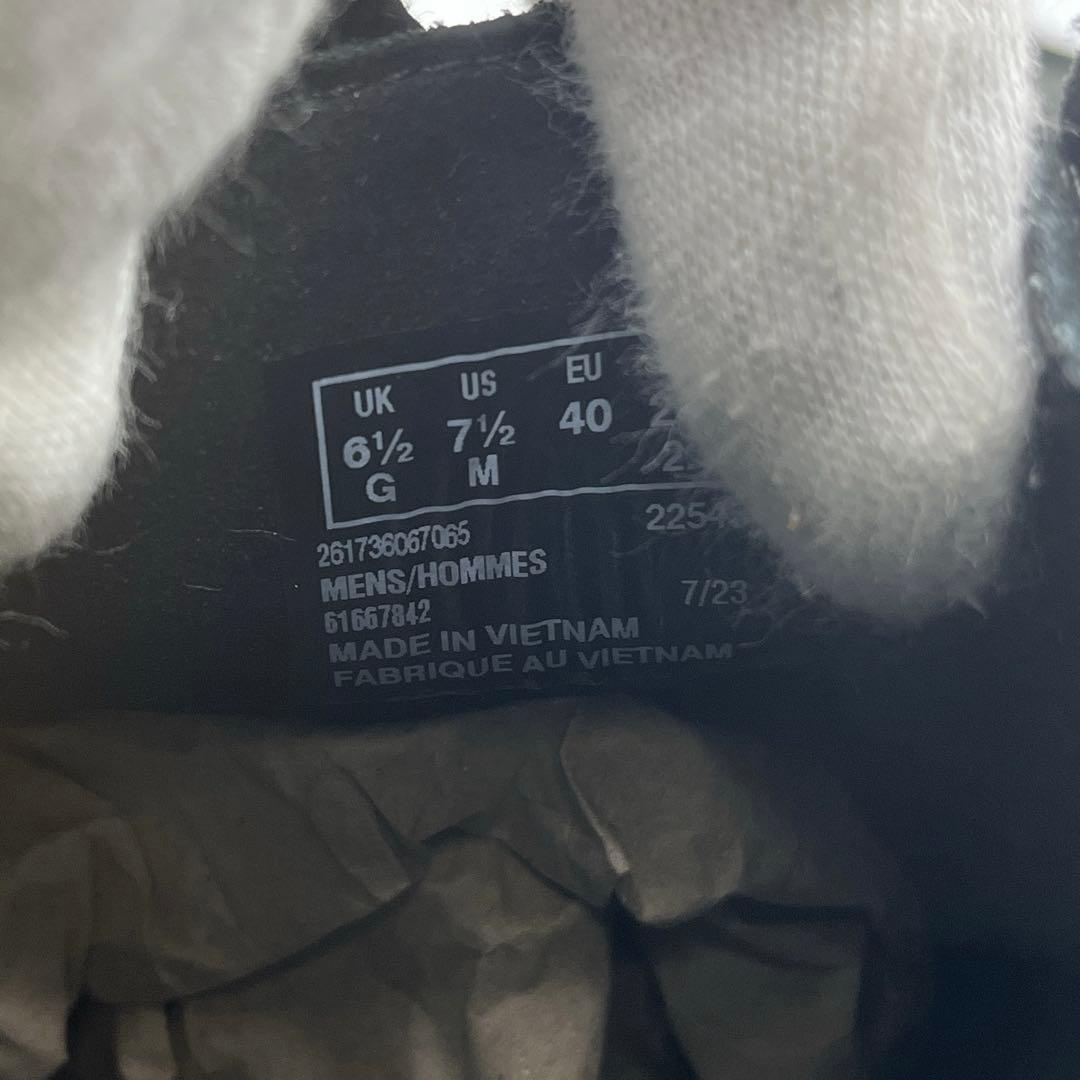 UK US EU
6½ 7½ 40
G M
261736067065
MENS/HOMMES
61667842 7/23
MADE IN VIETNAM
FABRIQUE AU VIETNAM